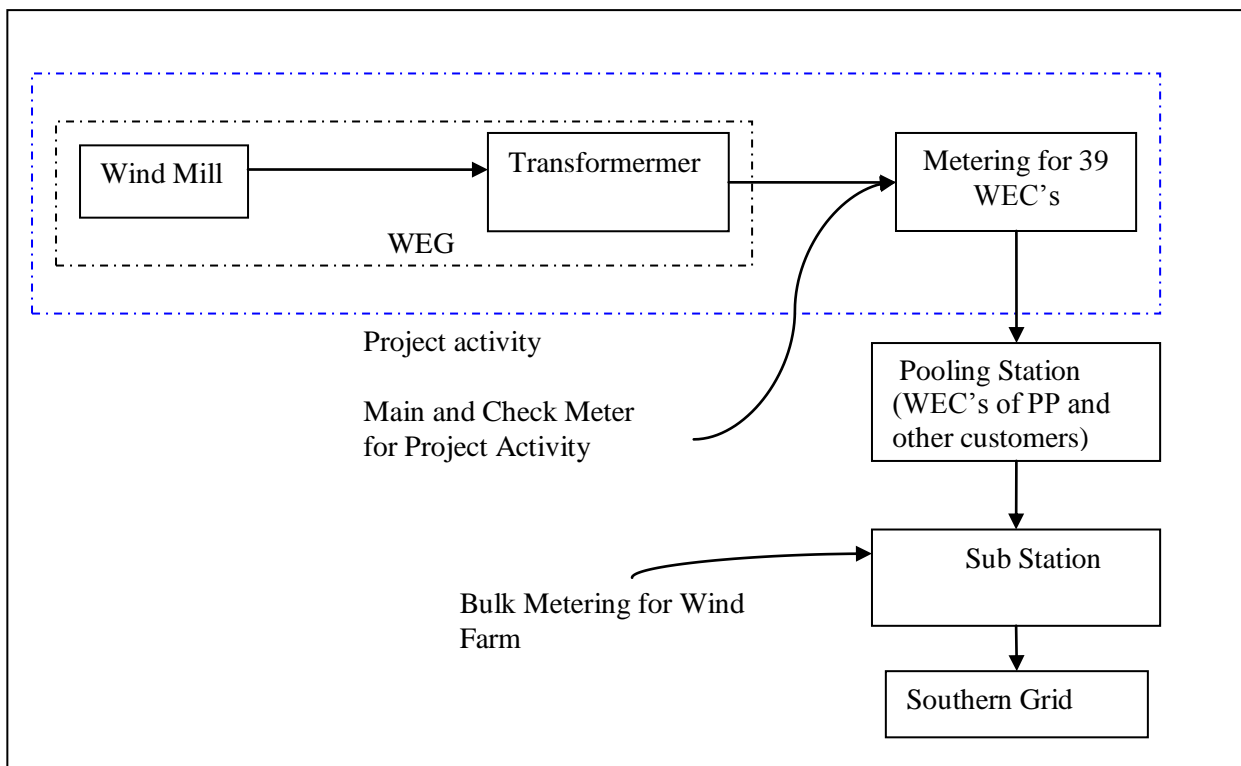 Wind Mill
Transformermer
Metering for 39
WEC’s
WEG
Project activity
Main and Check Meter
for Project Activity
Pooling Station
(WEC’s of PP and
other customers)
Sub Station
Bulk Metering for Wind
Farm
Southern Grid